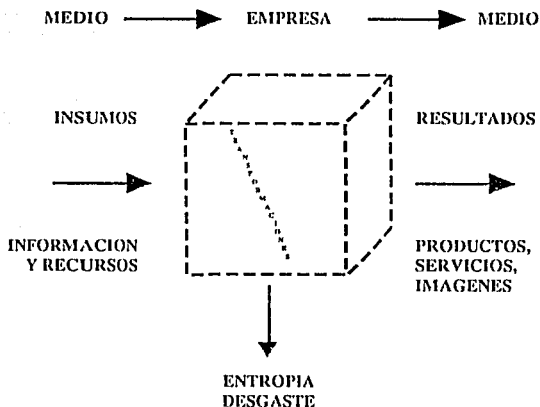 MEDIO EMPRESA MEDIO
INSUMOS
RESULTADOS
TRANSFORMACIONES
INFORMACION
Y RECURSOS
PRODUCTOS,
SERVICIOS,
IMAGENES
ENTROPIA
DESGASTE